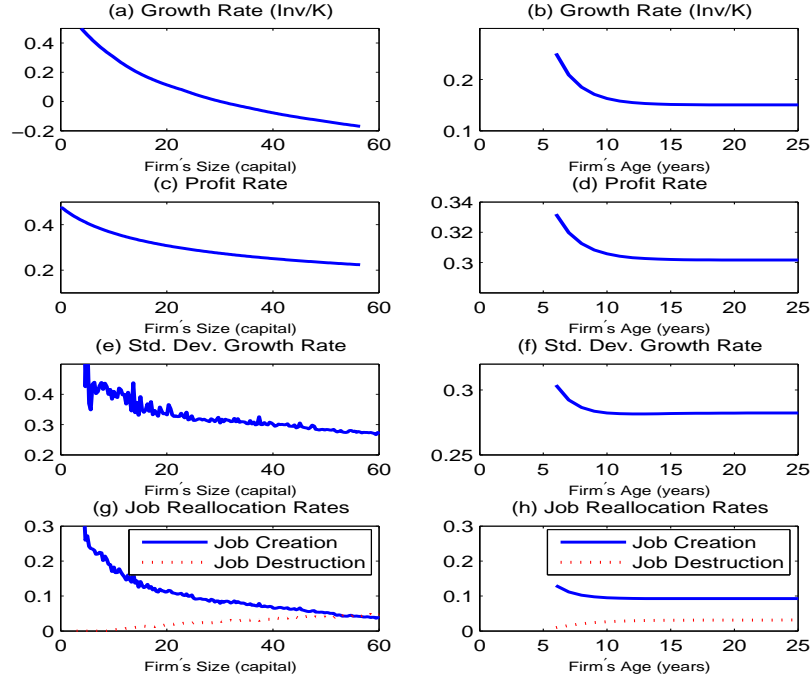 (a) Growth Rate (Inv/K)
0.4
0.2
0
−0.2
0 20 40 60
Firm´s Size (capital)
(b) Growth Rate (Inv/K)
0.2
0.1
0 5 10 15 20 25
Firm´s Age (years)
(c) Profit Rate
0.4
0.2
0 20 40 60
Firm´s Size (capital)
(d) Profit Rate
0.34
0.32
0.3
0 5 10 15 20 25
Firm´s Age (years)
(e) Std. Dev. Growth Rate
0.4
0.3
0.2
0 20 40 60
Firm´s Size (capital)
(f) Std. Dev. Growth Rate
0.3
0.25
0 5 10 15 20 25
Firm´s Age (years)
(g) Job Reallocation Rates
0.3
0.2
0.1
0
Job Creation
Job Destruction
0 20 40 60
Firm´s Size (capital)
(h) Job Reallocation Rates
0.3
0.2
0.1
0
Job Creation
Job Destruction
0 5 10 15 20 25
Firm´s Age (years)